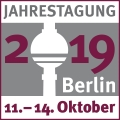 JAHRESTAGUNG
2019
Berlin
11.–14. Oktober